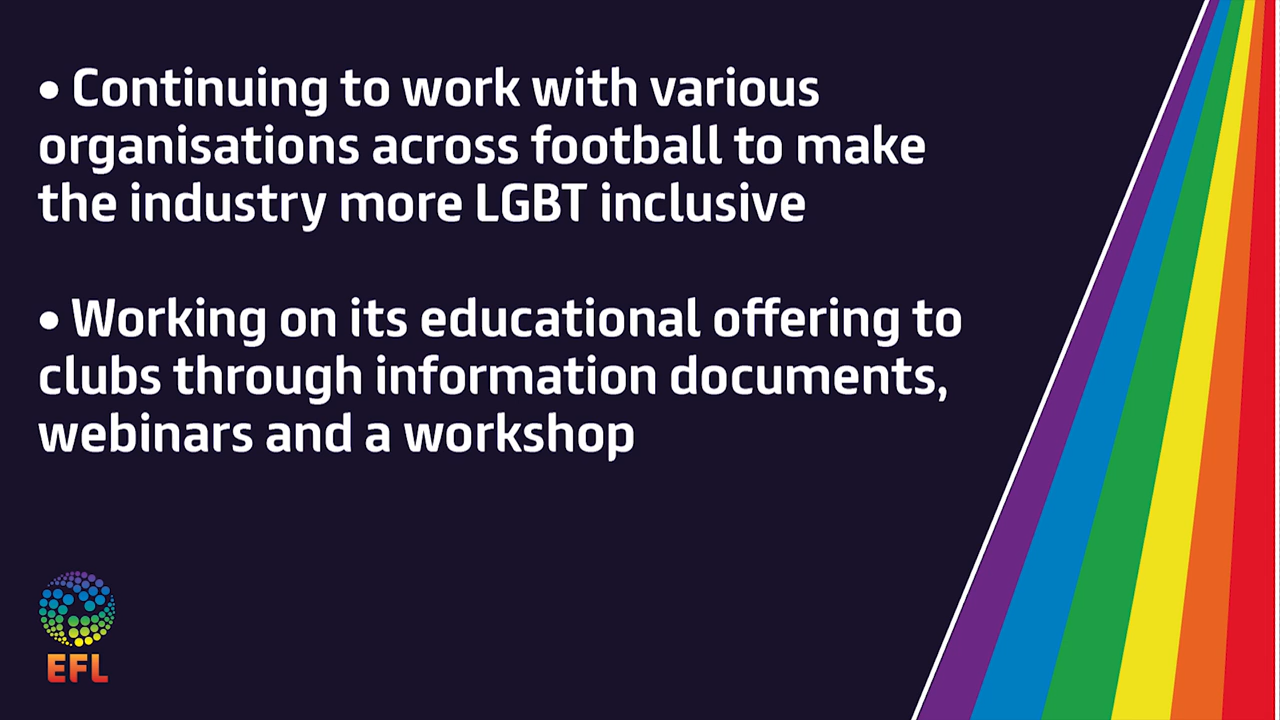 • Continuing to work with various
organisations across football to make
the industry more LGBT inclusive
• Working on its educational offering to
clubs through information documents,
webinars and a workshop
EFL